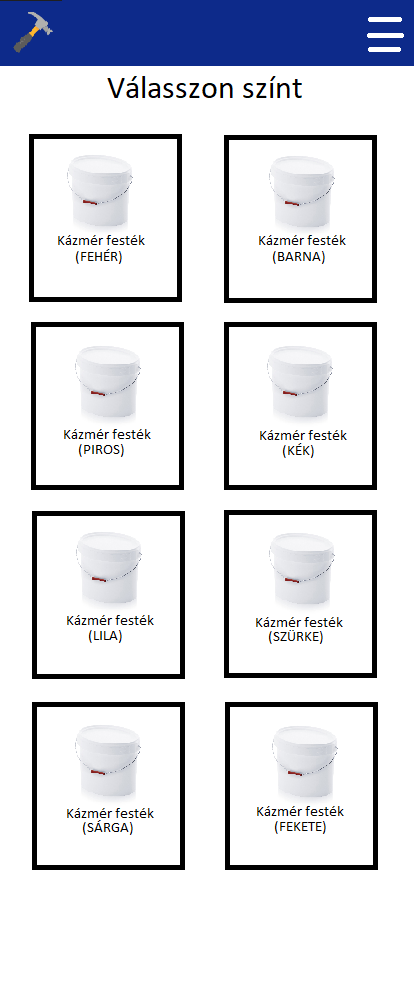 Válasszon színt
Kázmér festék
(FEHÉR)
Kázmér festék
(BARNA)
Kázmér festék
(PIROS)
Kázmér festék
(KÉK)
Kázmér festék
(LILA)
Kázmér festék
(SZÜRKE)
Kázmér festék
(SÁRGA)
Kázmér festék
(FEKETE)